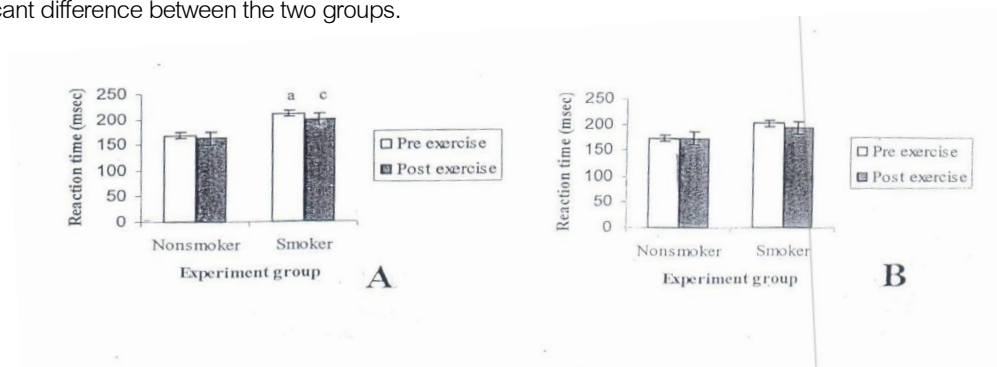 cant difference between the two groups.
a c
Reaction time (msec)
250
200
150
100
50
0
Nonsmoker Smoker
Experiment group
Pre exercise
Post exercise
A
Reaction time (msec)
250
200
150
100
50
0
Nonsmoker Smoker
Experiment group
Pre exercise
Post exercise
B